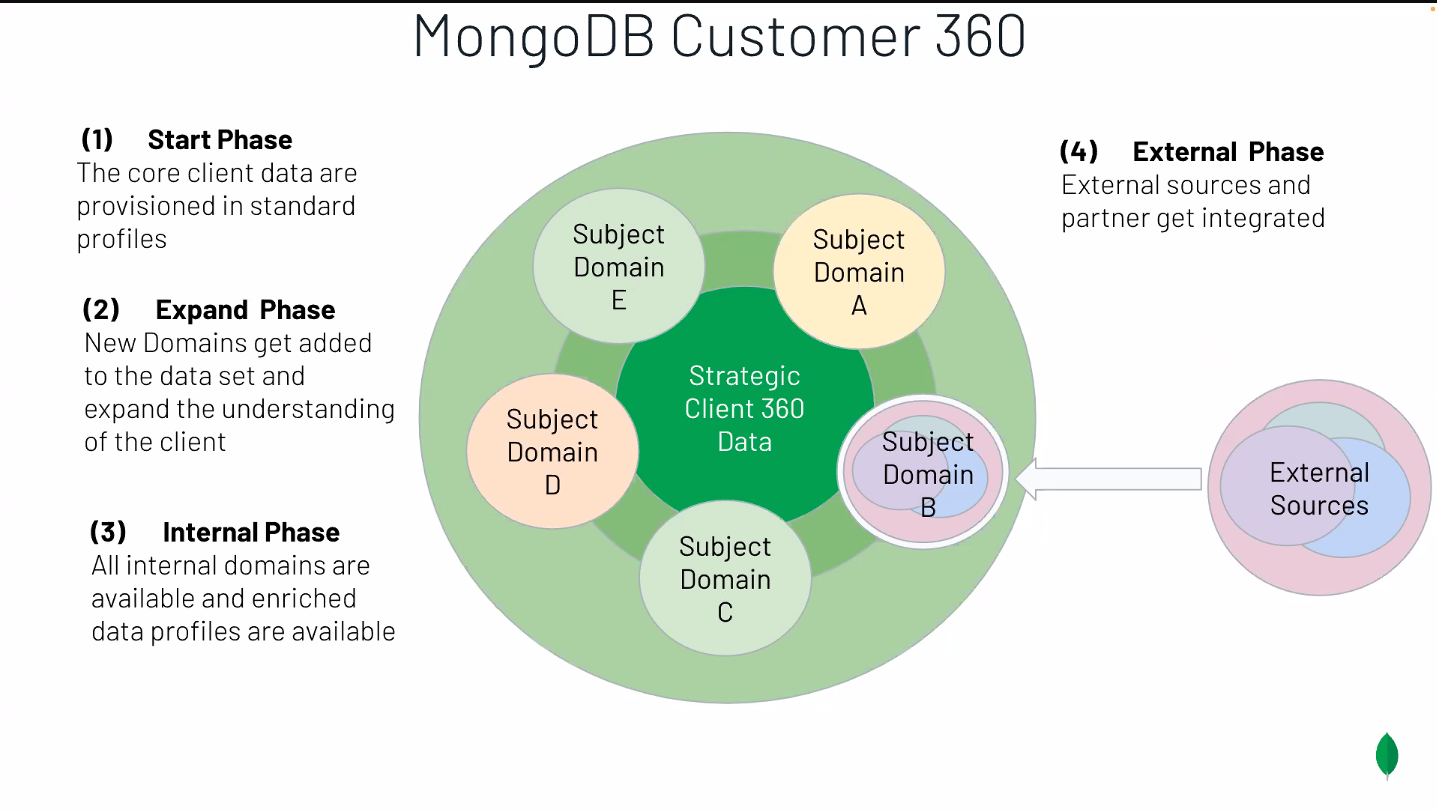 MongoDB Customer 360
(1) Start Phase
The core client data are
provisioned in standard
profiles
(2) Expand Phase
New Domains get added
to the data set and
expand the understanding
of the client
(3) Internal Phase
All internal domains are
available and enriched
data profiles are available
Subject
Domain
E
Subject
Domain
A
Strategic
Client 360
Data
Subject
Domain
D
Subject
Domain
B
Subject
Domain
C
(4) External Phase
External sources and
partner get integrated
External
Sources